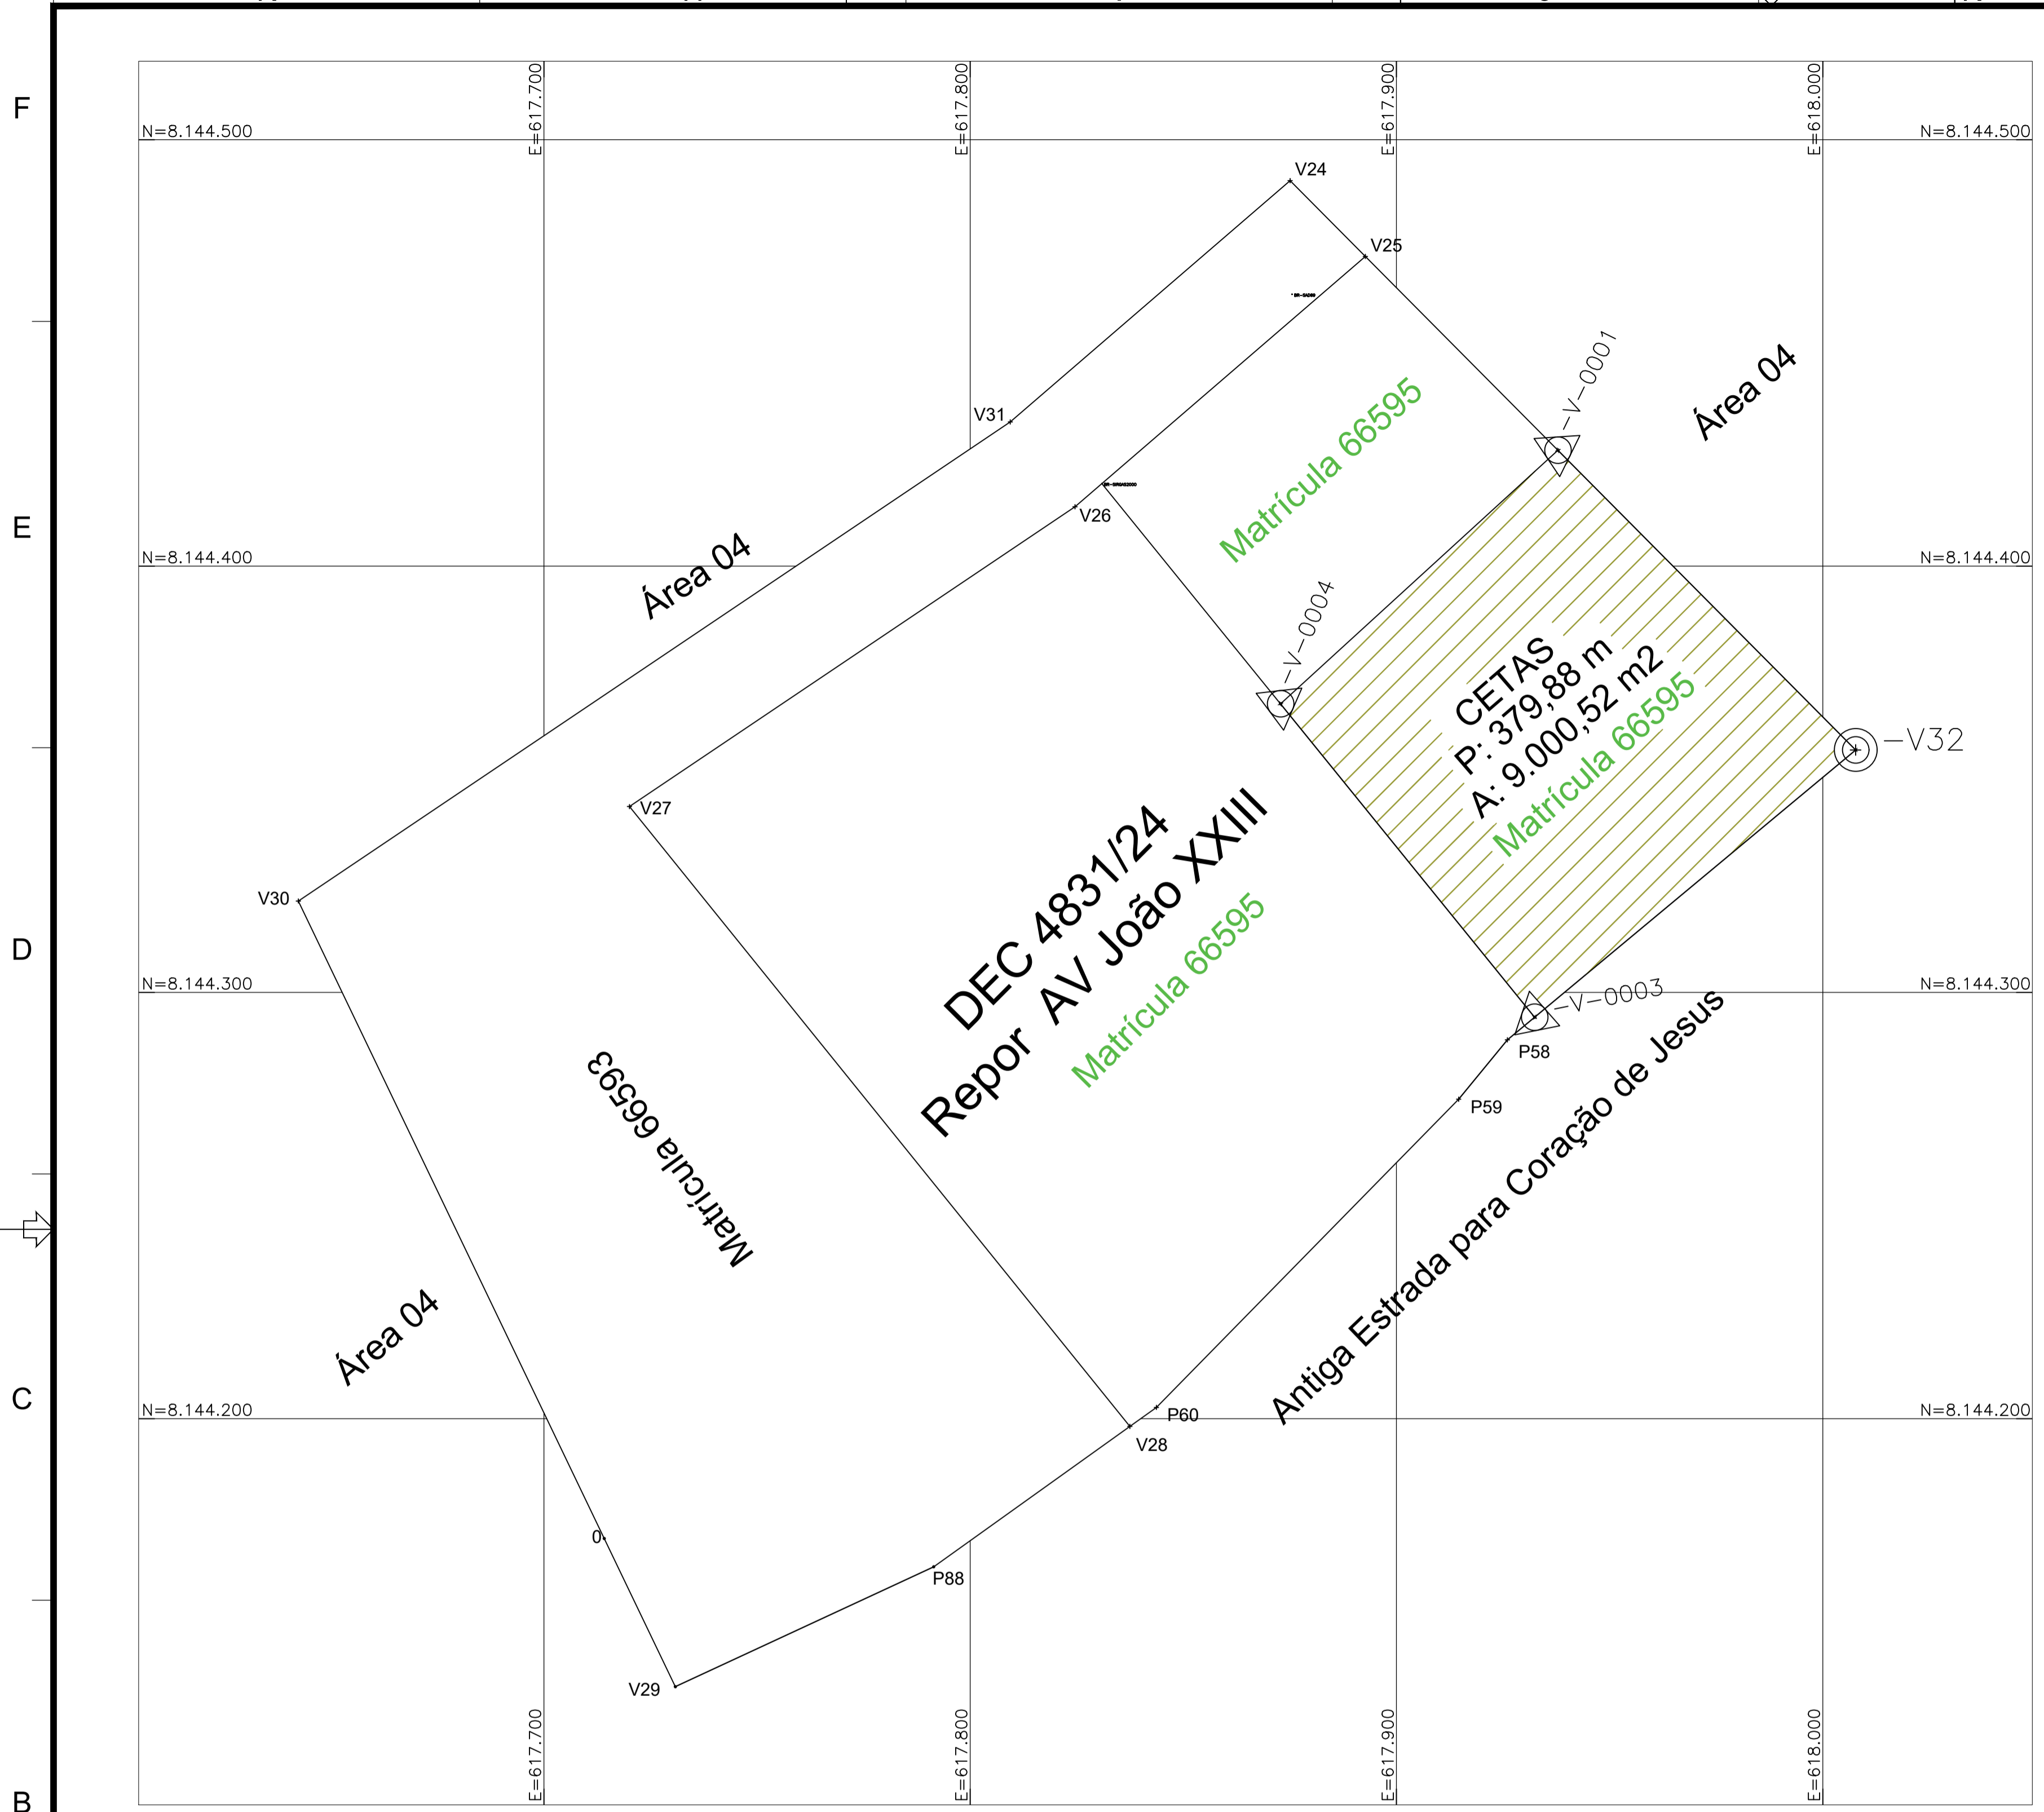 F
E=617.700
E=617.800
E=617.900
E=618.000
N=8.144.500
N=8.144.500
V24
V25
-V-0001
Área 04
V31
Matrícula 66595
E
V26
Área 04
N=8.144.400
N=8.144.400
-V-0004
CETAS
P: 379,88 m
A: 9.000,52 m2
Matrícula 66595
-V32
V27
DEC 4831/24
Repor AV João XXIII
Matrícula 66595
V30
D
N=8.144.300
N=8.144.300
-V-0003
P58
P59
Matrícula 66593
Antiga Estrada para Coração de Jesus
Área 04
C
N=8.144.200
N=8.144.200
P60
V28
0
P88
V29
E=617.700
E=617.800
E=617.900
E=618.000
B